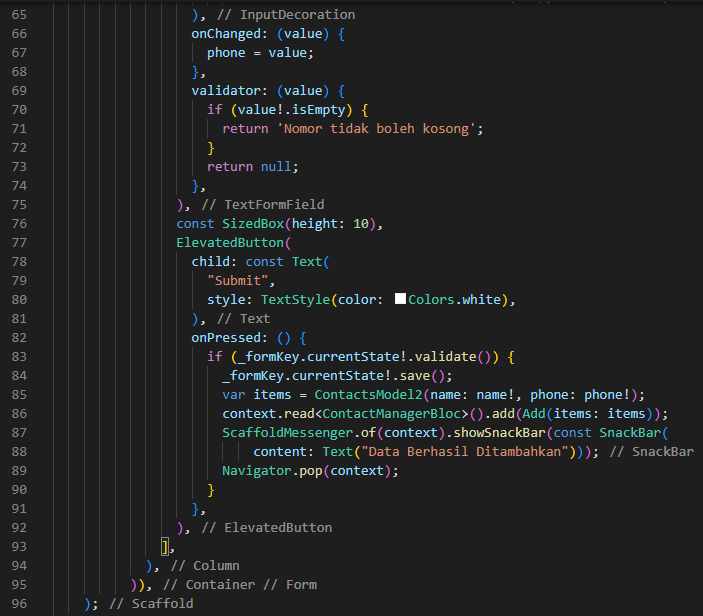 65 ), // InputDecoration
66 onChanged: (value) {
67 phone = value;
68 },
69 validator: (value) {
70 if (value!.isEmpty) {
71 return 'Nomor tidak boleh kosong';
72 }
73 return null;
74 },
75 ), // TextFormField
76 const SizedBox(height: 10),
77 ElevatedButton(
78 child: const Text(
79 "Submit",
80 style: TextStyle(color: Colors.white),
81 ), // Text
82 onPressed: () {
83 if (_formKey.currentState!.validate()) {
84 _formKey.currentState!.save();
85 var items = ContactsModel2(name: name!, phone: phone!);
86 context.read<ContactManagerBloc>().add(Add(items: items));
87 ScaffoldMessenger.of(context).showSnackBar(const SnackBar(
88 content: Text("Data Berhasil Ditambahkan"))); // SnackBar
89 Navigator.pop(context);
90 }
91 },
92 ), // ElevatedButton
93 ],
94 ), // Column
95 )), // Container // Form
96 ); // Scaffold